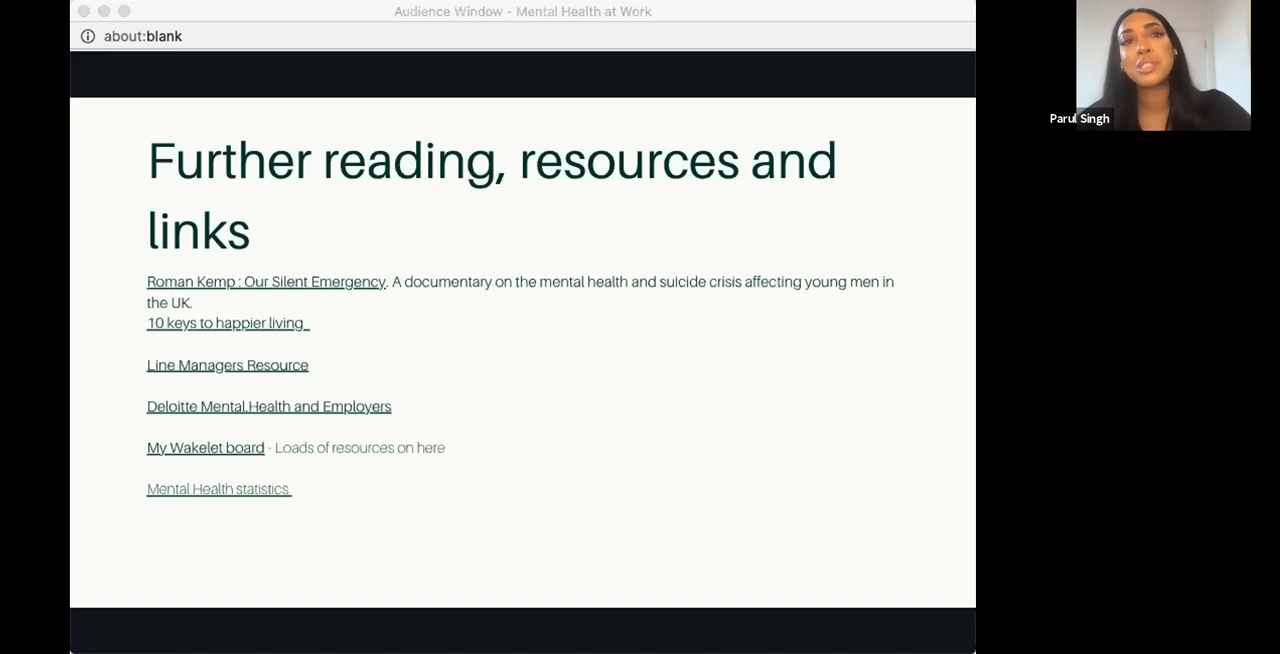 Audience Window - Mental Health at Work
about:blank
Parul Singh
Further reading, resources and
links
Roman Kemp : Our Silent Emergency. A documentary on the mental health and suicide crisis affecting young men in
the UK.
10 keys to happier living
Line Managers Resource
Deloitte Mental.Health and Employers
My Wakelet board - Loads of resources on here
Mental Health statistics